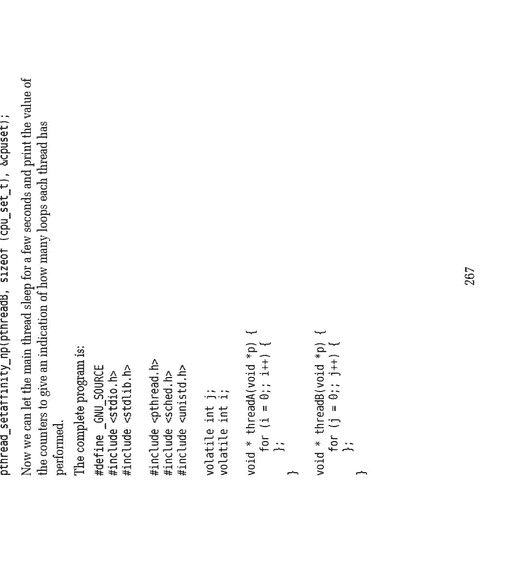 pthread_setaffinity_np(pthreadB, sizeof (cpu_set_t), &cpuset);
Now we can let the main thread sleep for a few seconds and print the value of
the counters to give an indication of how many loops each thread has
performed.
The complete program is:
#define _GNU_SOURCE
#include <stdio.h>
#include <stdlib.h>
#include <pthread.h>
#include <sched.h>
#include <unistd.h>
volatile int j;
volatile int i;
void * threadA(void *p) {
for (i = 0;; i++) {
};
}
void * threadB(void *p) {
for (j = 0;; j++) {
};
}
267